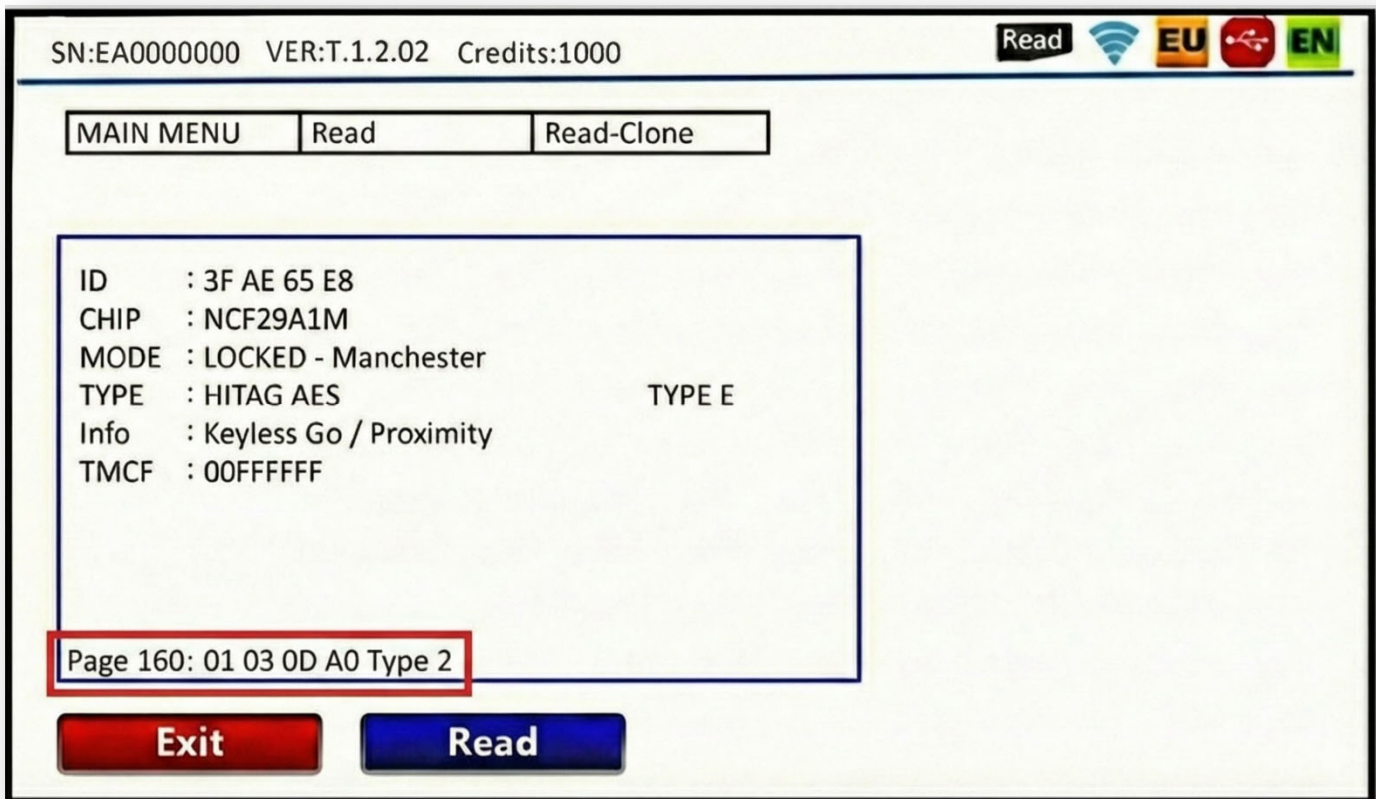 SN:EA0000000 VER:T.1.2.02 Credits:1000 Read EU EN
MAIN MENU Read Read-Clone
ID : 3F AE 65 E8
CHIP : NCF29A1M
MODE : LOCKED - Manchester
TYPE : HITAG AES TYPE E
Info : Keyless Go / Proximity
TMCF : 00FFFFFF
Page 160: 01 03 0D A0 Type 2
Exit Read